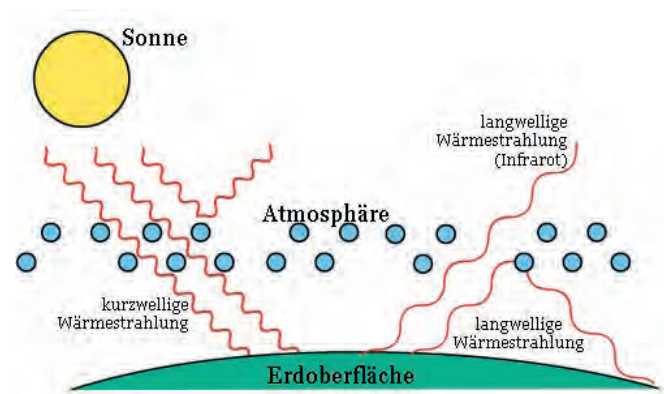 Sonne
langwellige
Wärmestrahlung
(Infrarot)
Atmosphäre
kurzwellige
Wärmestrahlung
langwellige
Wärmestrahlung
Erdoberfläche